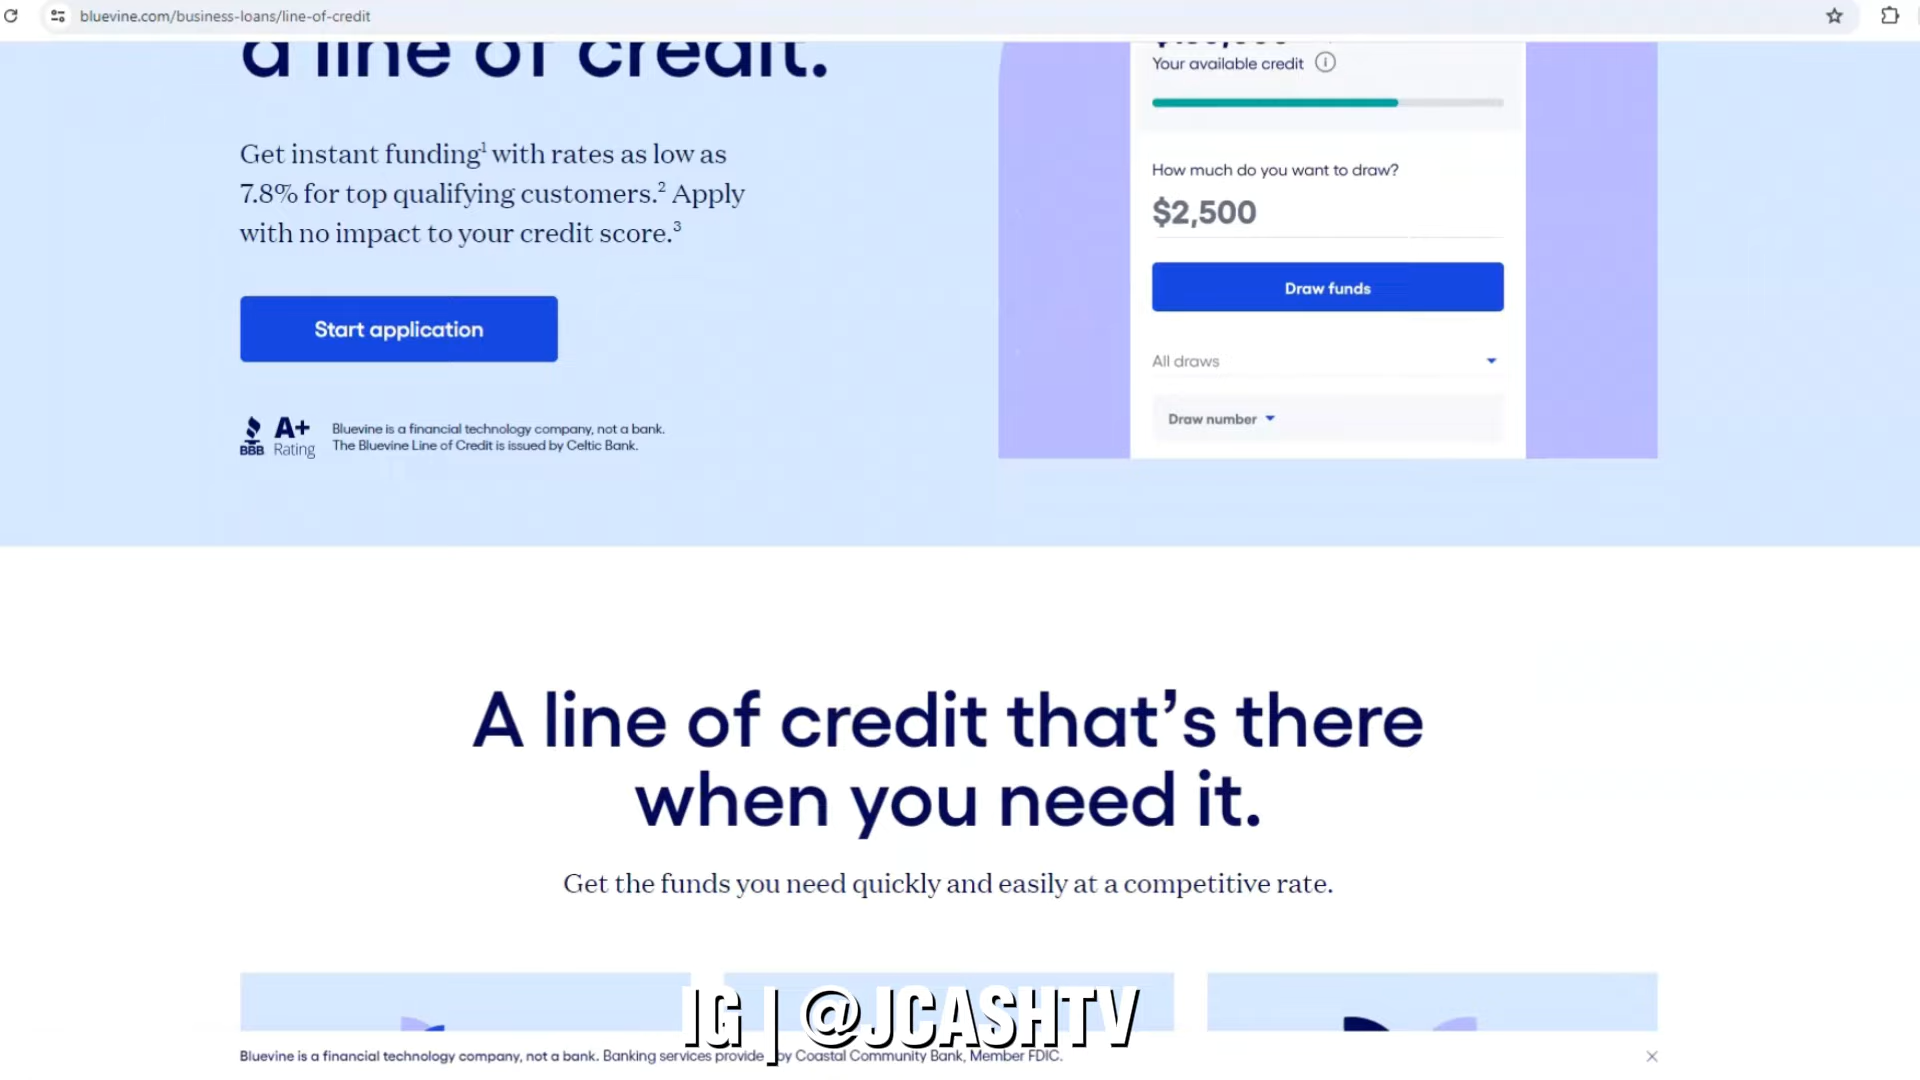 bluevine.com/business-loans/line-of-credit
a line of credit.
Get instant funding¹ with rates as low as
7.8% for top qualifying customers.² Apply
with no impact to your credit score.³
Start application
BBB
A+
Rating
Bluevine is a financial technology company, not a bank.
The Bluevine Line of Credit is issued by Celtic Bank.
Your available credit
How much do you want to draw?
$2,500
Draw funds
All draws
Draw number
A line of credit that’s there
when you need it.
Get the funds you need quickly and easily at a competitive rate.
IG | @JCASHTV
Bluevine is a financial technology company, not a bank. Banking services provide by Coastal Community Bank, Member FDIC.